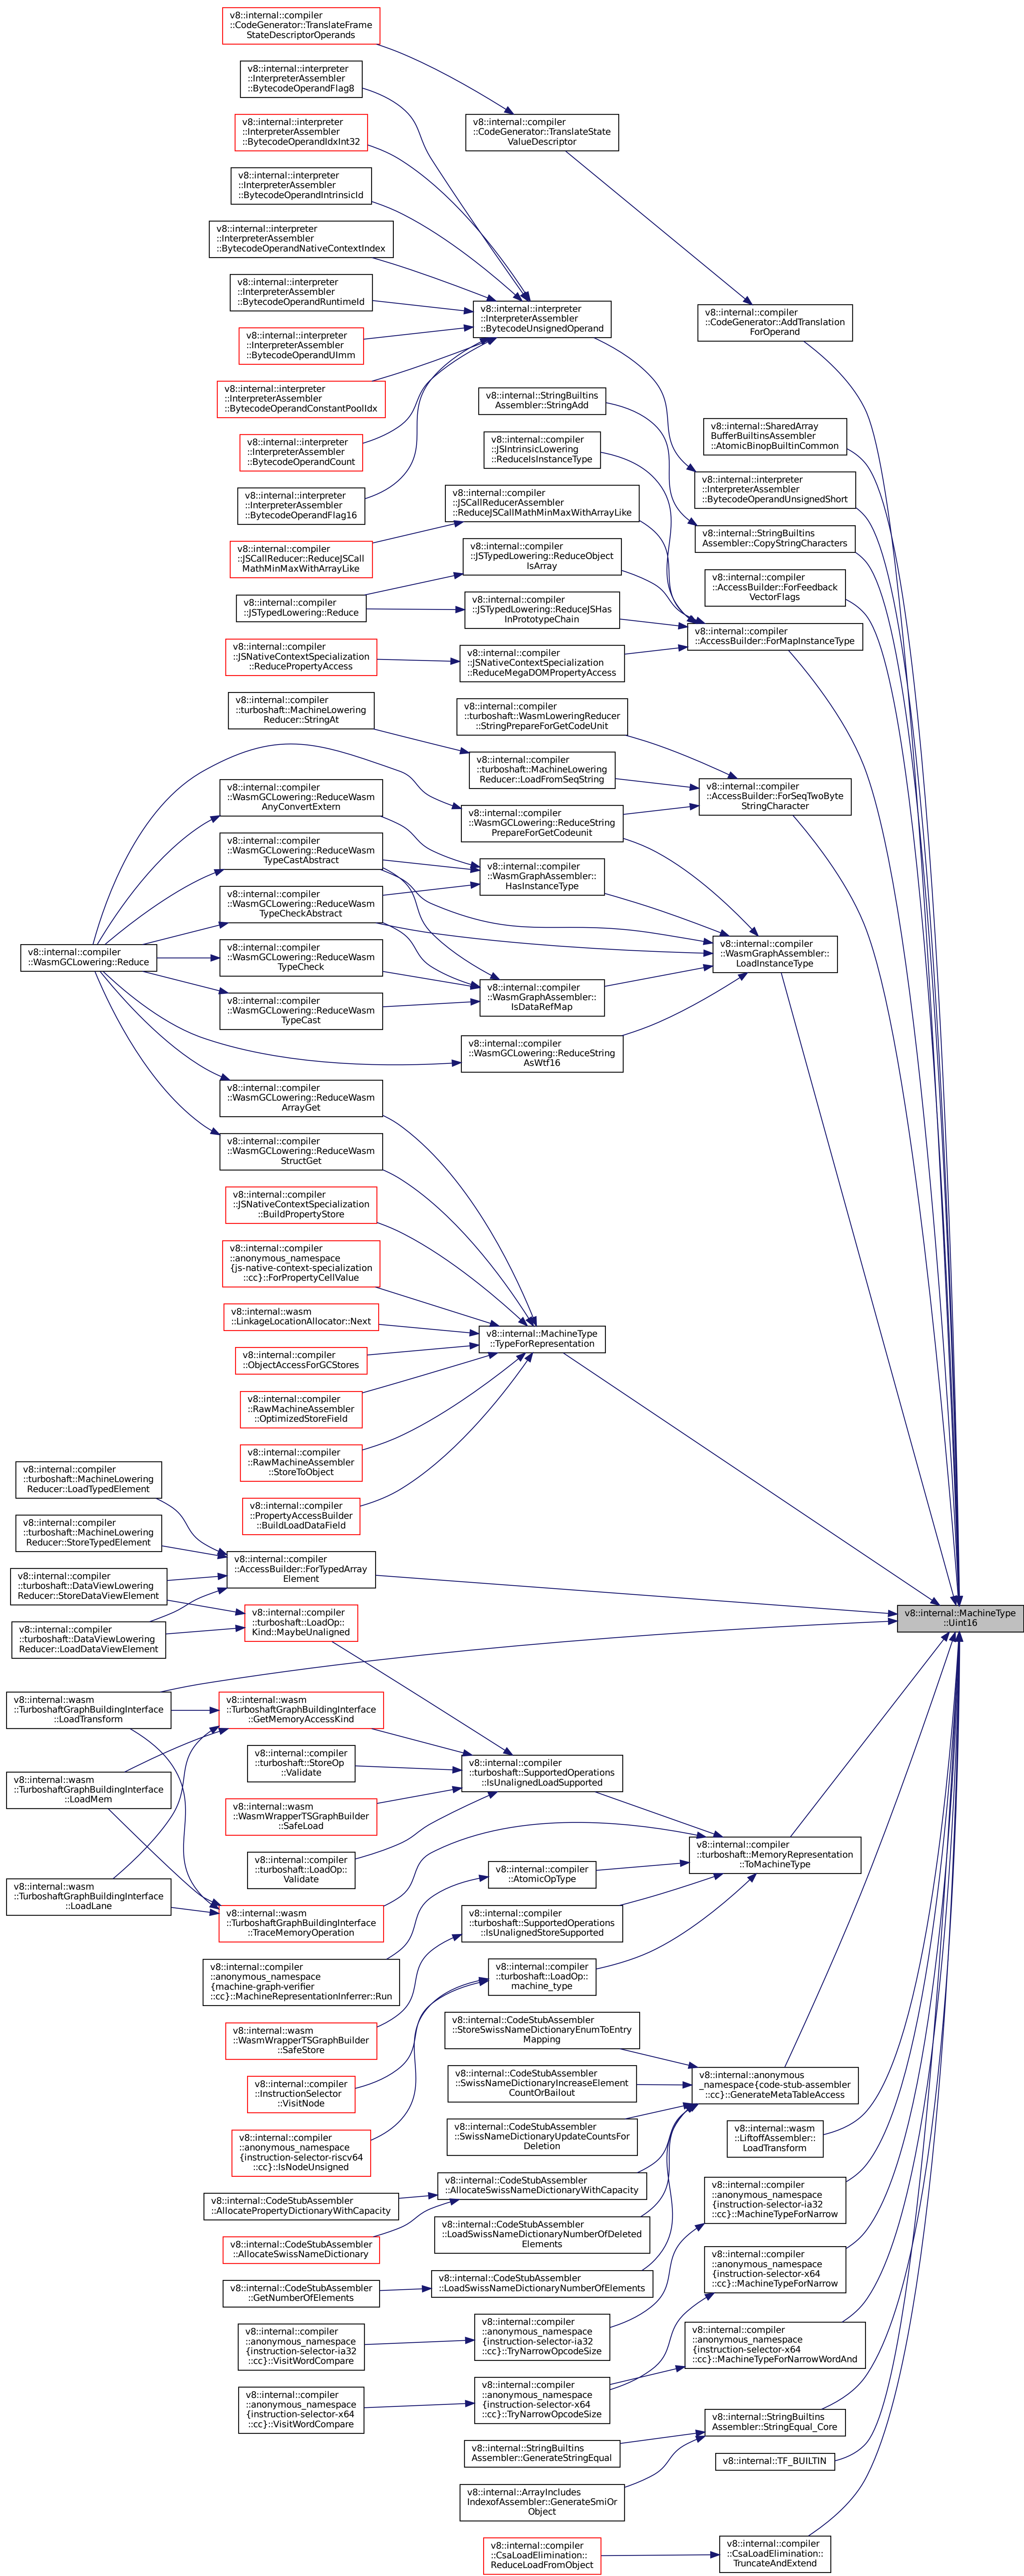 v8::internal::compiler
::CodeGenerator::TranslateFrame
StateDescriptorOperands
v8::internal::interpreter
::InterpreterAssembler
::BytecodeOperandFlag8
v8::internal::interpreter
::InterpreterAssembler
::BytecodeOperandIdxInt32
v8::internal::compiler
::CodeGenerator::TranslateState
ValueDescriptor
v8::internal::interpreter
::InterpreterAssembler
::BytecodeOperandIntrinsicId
v8::internal::interpreter
::InterpreterAssembler
::BytecodeOperandNativeContextIndex
v8::internal::interpreter
::InterpreterAssembler
::BytecodeOperandRuntimeId
v8::internal::interpreter
::InterpreterAssembler
::BytecodeUnsignedOperand
v8::internal::compiler
::CodeGenerator::AddTranslation
ForOperand
v8::internal::interpreter
::InterpreterAssembler
::BytecodeOperandUImm
v8::internal::interpreter
::InterpreterAssembler
::BytecodeOperandConstantPoolIdx
v8::internal::StringBuiltins
Assembler::StringAdd
v8::internal::interpreter
::InterpreterAssembler
::BytecodeOperandCount
v8::internal::compiler
::JSIntrinsicLowering
::ReduceIsInstanceType
v8::internal::SharedArray
BufferBuiltinsAssembler
::AtomicBinopBuiltinCommon
v8::internal::interpreter
::InterpreterAssembler
::BytecodeOperandFlag16
v8::internal::compiler
::JSCallReducerAssembler
::ReduceJSCallMathMinMaxWithArrayLike
v8::internal::interpreter
::InterpreterAssembler
::BytecodeOperandUnsignedShort
v8::internal::compiler
::JSCallReducer::ReduceJSCall
MathMinMaxWithArrayLike
v8::internal::compiler
::JSTypedLowering::ReduceObject
IsArray
v8::internal::StringBuiltins
Assembler::CopyStringCharacters
v8::internal::compiler
::JSTypedLowering::Reduce
v8::internal::compiler
::JSTypedLowering::ReduceJSHas
InPrototypeChain
v8::internal::compiler
::AccessBuilder::ForFeedback
VectorFlags
v8::internal::compiler
::JSNativeContextSpecialization
::ReducePropertyAccess
v8::internal::compiler
::JSNativeContextSpecialization
::ReduceMegaDOMPropertyAccess
v8::internal::compiler
::AccessBuilder::ForMapInstanceType
v8::internal::compiler
::turboshaft::MachineLowering
Reducer::StringAt
v8::internal::compiler
::turboshaft::WasmLoweringReducer
::StringPrepareForGetCodeUnit
v8::internal::compiler
::turboshaft::MachineLowering
Reducer::LoadFromSeqString
v8::internal::compiler
::AccessBuilder::ForSeqTwoByte
StringCharacter
v8::internal::compiler
::WasmGCLowering::ReduceWasm
AnyConvertExtern
v8::internal::compiler
::WasmGCLowering::ReduceString
PrepareForGetCodeunit
v8::internal::compiler
::WasmGCLowering::ReduceWasm
TypeCastAbstract
v8::internal::compiler
::WasmGraphAssembler::
HasInstanceType
v8::internal::compiler
::WasmGCLowering::ReduceWasm
TypeCheckAbstract
v8::internal::compiler
::WasmGCLowering::Reduce
v8::internal::compiler
::WasmGCLowering::ReduceWasm
TypeCheck
v8::internal::compiler
::WasmGraphAssembler::
LoadInstanceType
v8::internal::compiler
::WasmGCLowering::ReduceWasm
TypeCast
v8::internal::compiler
::WasmGraphAssembler::
IsDataRefMap
v8::internal::compiler
::WasmGCLowering::ReduceString
AsWtf16
v8::internal::compiler
::WasmGCLowering::ReduceWasm
ArrayGet
v8::internal::compiler
::WasmGCLowering::ReduceWasm
StructGet
v8::internal::compiler
::JSNativeContextSpecialization
::BuildPropertyStore
v8::internal::compiler
::anonymous_namespace
{js-native-context-specialization
::cc}::ForPropertyCellValue
v8::internal::wasm
::LinkageLocationAllocator::Next
v8::internal::MachineType
::TypeForRepresentation
v8::internal::compiler
::ObjectAccessForGCStores
v8::internal::compiler
::RawMachineAssembler
::OptimizedStoreField
v8::internal::compiler
::RawMachineAssembler
::StoreToObject
v8::internal::compiler
::turboshaft::MachineLowering
Reducer::LoadTypedElement
v8::internal::compiler
::PropertyAccessBuilder
::BuildLoadDataField
v8::internal::compiler
::turboshaft::MachineLowering
Reducer::StoreTypedElement
v8::internal::compiler
::AccessBuilder::ForTypedArray
Element
v8::internal::compiler
::turboshaft::DataViewLowering
Reducer::StoreDataViewElement
v8::internal::compiler
::turboshaft::DataViewLowering
Reducer::LoadDataViewElement
v8::internal::compiler
::turboshaft::LoadOp::
Kind::MaybeUnaligned
v8::internal::MachineType
::Uint16
v8::internal::wasm
::TurboshaftGraphBuildingInterface
::LoadTransform
v8::internal::wasm
::TurboshaftGraphBuildingInterface
::GetMemoryAccessKind
v8::internal::wasm
::TurboshaftGraphBuildingInterface
::LoadMem
v8::internal::compiler
::turboshaft::StoreOp
::Validate
v8::internal::compiler
::turboshaft::SupportedOperations
::IsUnalignedLoadSupported
v8::internal::wasm
::WasmWrapperTSGraphBuilder
::SafeLoad
v8::internal::compiler
::turboshaft::LoadOp::
Validate
v8::internal::compiler
::turboshaft::MemoryRepresentation
::ToMachineType
v8::internal::wasm
::TurboshaftGraphBuildingInterface
::LoadLane
v8::internal::compiler
::AtomicOpType
v8::internal::wasm
::TurboshaftGraphBuildingInterface
::TraceMemoryOperation
v8::internal::compiler
::turboshaft::SupportedOperations
::IsUnalignedStoreSupported
v8::internal::compiler
::anonymous_namespace
{machine-graph-verifier
::cc}::MachineRepresentationInferrer::Run
v8::internal::compiler
::turboshaft::LoadOp::
machine_type
v8::internal::wasm
::WasmWrapperTSGraphBuilder
::SafeStore
v8::internal::CodeStubAssembler
::StoreSwissNameDictionaryEnumToEntry
Mapping
v8::internal::compiler
::InstructionSelector
::VisitNode
v8::internal::CodeStubAssembler
::SwissNameDictionaryIncreaseElement
CountOrBailout
v8::internal::anonymous
_namespace{code-stub-assembler
::cc}::GenerateMetaTableAccess
v8::internal::compiler
::anonymous_namespace
{instruction-selector-riscv64
::cc}::IsNodeUnsigned
v8::internal::CodeStubAssembler
::SwissNameDictionaryUpdateCountsFor
Deletion
v8::internal::wasm
::LiftoffAssembler::
LoadTransform
v8::internal::CodeStubAssembler
::AllocateSwissNameDictionaryWithCapacity
v8::internal::compiler
::anonymous_namespace
{instruction-selector-ia32
::cc}::MachineTypeForNarrow
v8::internal::CodeStubAssembler
::AllocatePropertyDictionaryWithCapacity
v8::internal::CodeStubAssembler
::LoadSwissNameDictionaryNumberOfDeleted
Elements
v8::internal::CodeStubAssembler
::AllocateSwissNameDictionary
v8::internal::compiler
::anonymous_namespace
{instruction-selector-x64
::cc}::MachineTypeForNarrow
v8::internal::CodeStubAssembler
::GetNumberOfElements
v8::internal::CodeStubAssembler
::LoadSwissNameDictionaryNumberOfElements
v8::internal::compiler
::anonymous_namespace
{instruction-selector-ia32
::cc}::VisitWordCompare
v8::internal::compiler
::anonymous_namespace
{instruction-selector-ia32
::cc}::TryNarrowOpcodeSize
v8::internal::compiler
::anonymous_namespace
{instruction-selector-x64
::cc}::MachineTypeForNarrowWordAnd
v8::internal::compiler
::anonymous_namespace
{instruction-selector-x64
::cc}::VisitWordCompare
v8::internal::compiler
::anonymous_namespace
{instruction-selector-x64
::cc}::TryNarrowOpcodeSize
v8::internal::StringBuiltins
Assembler::StringEqual_Core
v8::internal::StringBuiltins
Assembler::GenerateStringEqual
v8::internal::TF_BUILTIN
v8::internal::ArrayIncludes
IndexofAssembler::GenerateSmiOr
Object
v8::internal::compiler
::CsaLoadElimination::
ReduceLoadFromObject
v8::internal::compiler
::CsaLoadElimination::
TruncateAndExtend